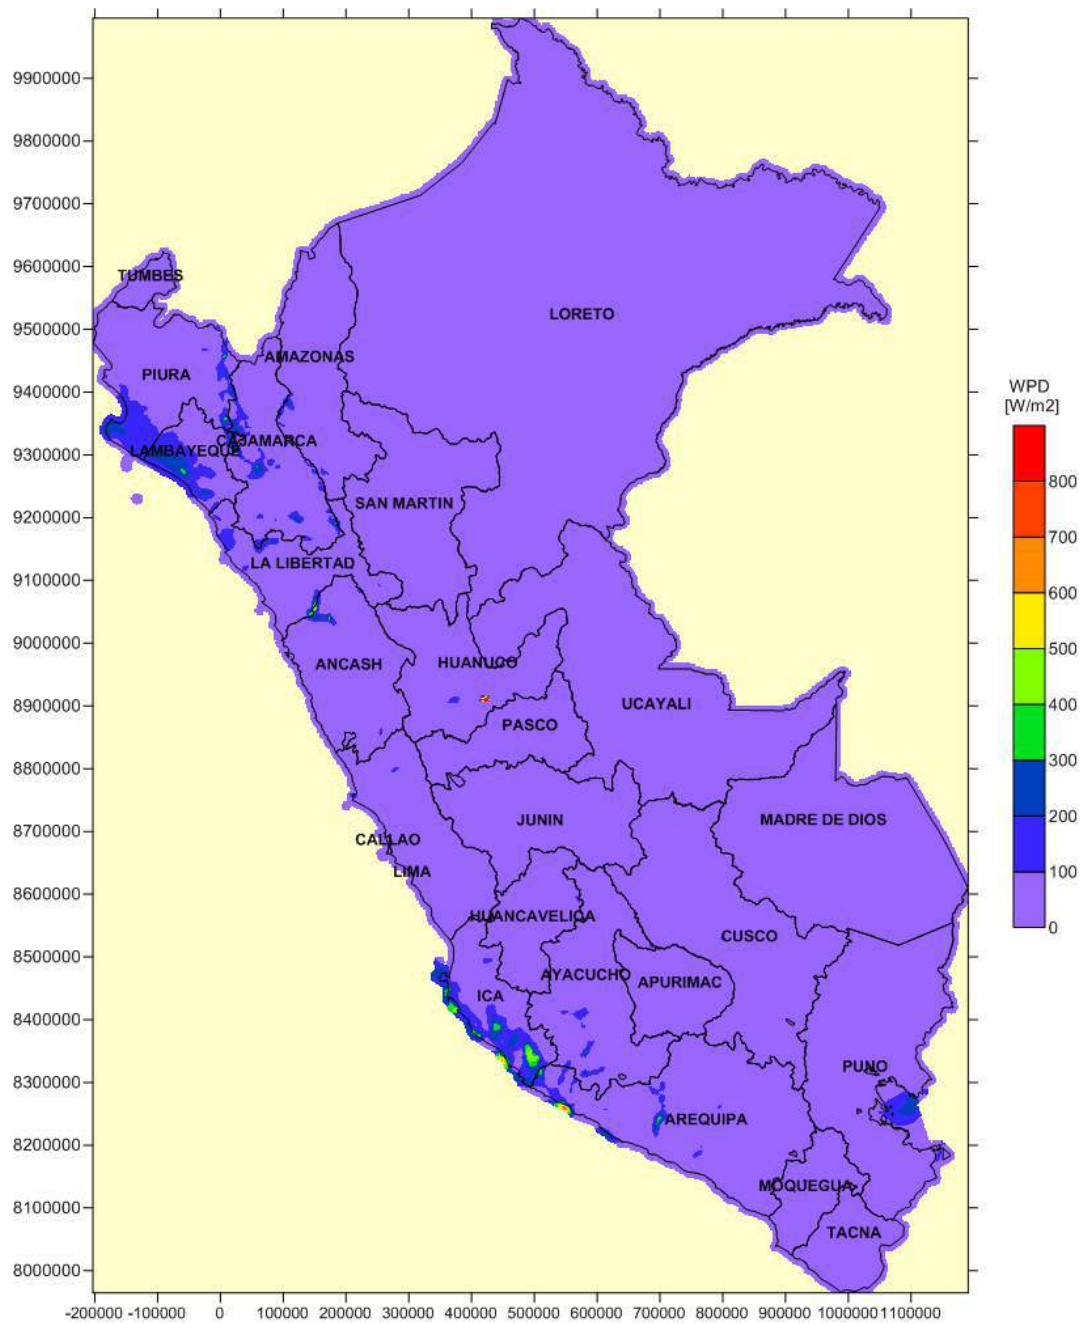 9900000
9800000
9700000
9600000
9500000
9400000
9300000
9200000
9100000
9000000
8900000
8800000
8700000
8600000
8500000
8400000
8300000
8200000
8100000
8000000
TUMBES
LORETO
AMAZONAS
PIURA
CAJAMARCA
LAMBAYEQUE
SAN MARTIN
LA LIBERTAD
ANCASH
HUANUCO
UCAYALI
PASCO
JUNIN
MADRE DE DIOS
CALLAO
LIMA
HUANCAVELICA
CUSCO
AYACUCHO
APURIMAC
ICA
PUNO
AREQUIPA
MOQUEGUA
TACNA
WPD
[W/m2]
800
700
600
500
400
300
200
100
0
-200000 -100000 0 100000 200000 300000 400000 500000 600000 700000 800000 900000 1000000 1100000